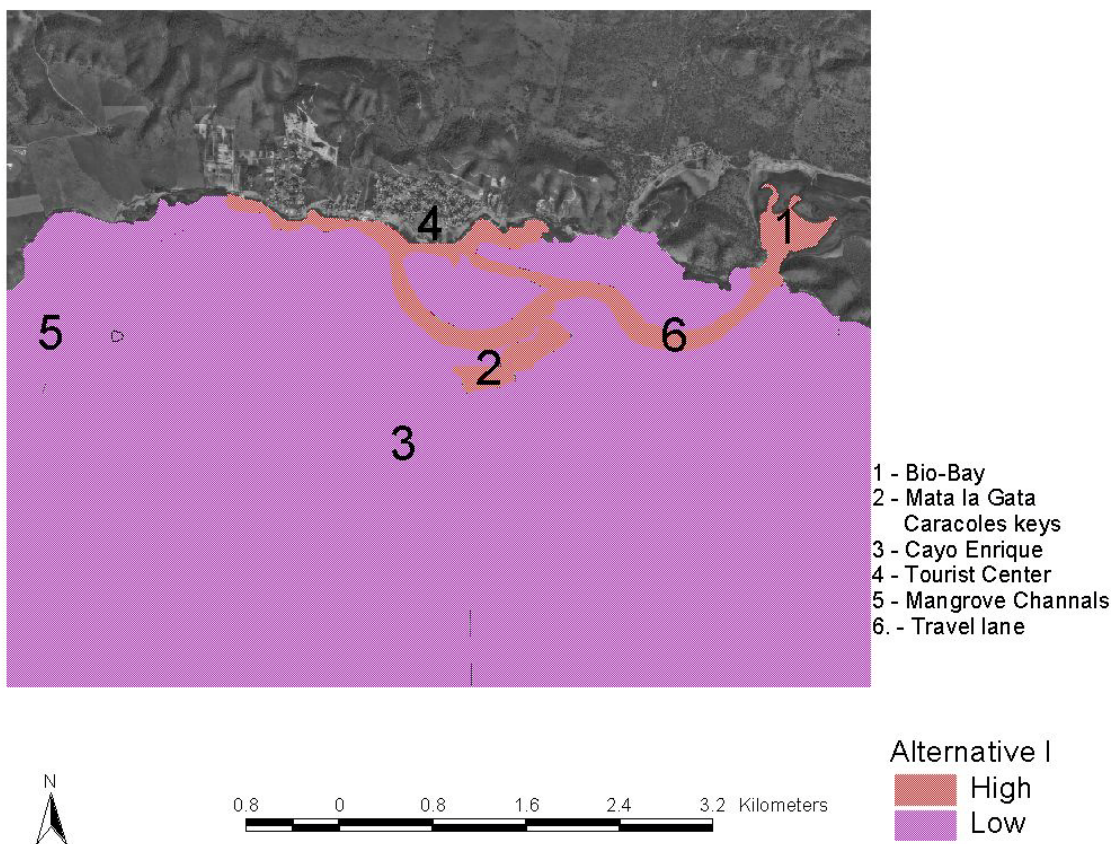 4
1
5
6
2
3
1 - Bio-Bay
2 - Mata la Gata
Caracoles keys
3 - Cayo Enrique
4 - Tourist Center
5 - Mangrove Channals
6. - Travel lane
N
0.8 0 0.8 1.6 2.4 3.2 Kilometers
Alternative I
High
Low